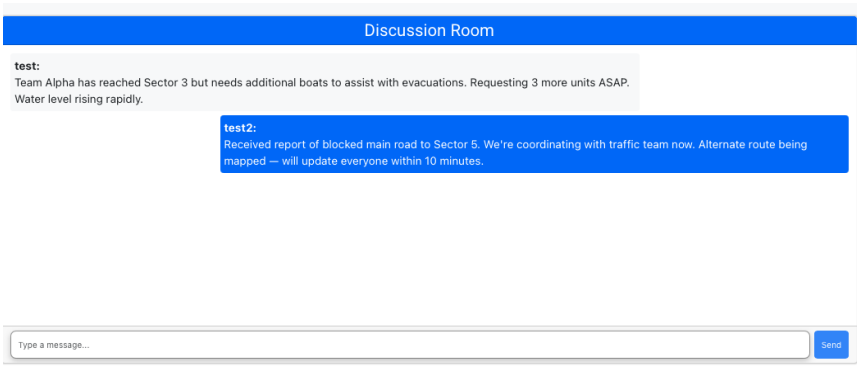 Discussion Room
test:
Team Alpha has reached Sector 3 but needs additional boats to assist with evacuations. Requesting 3 more units ASAP.
Water level rising rapidly.
test2:
Received report of blocked main road to Sector 5. We're coordinating with traffic team now. Alternate route being
mapped — will update everyone within 10 minutes.
Type a message...
Send